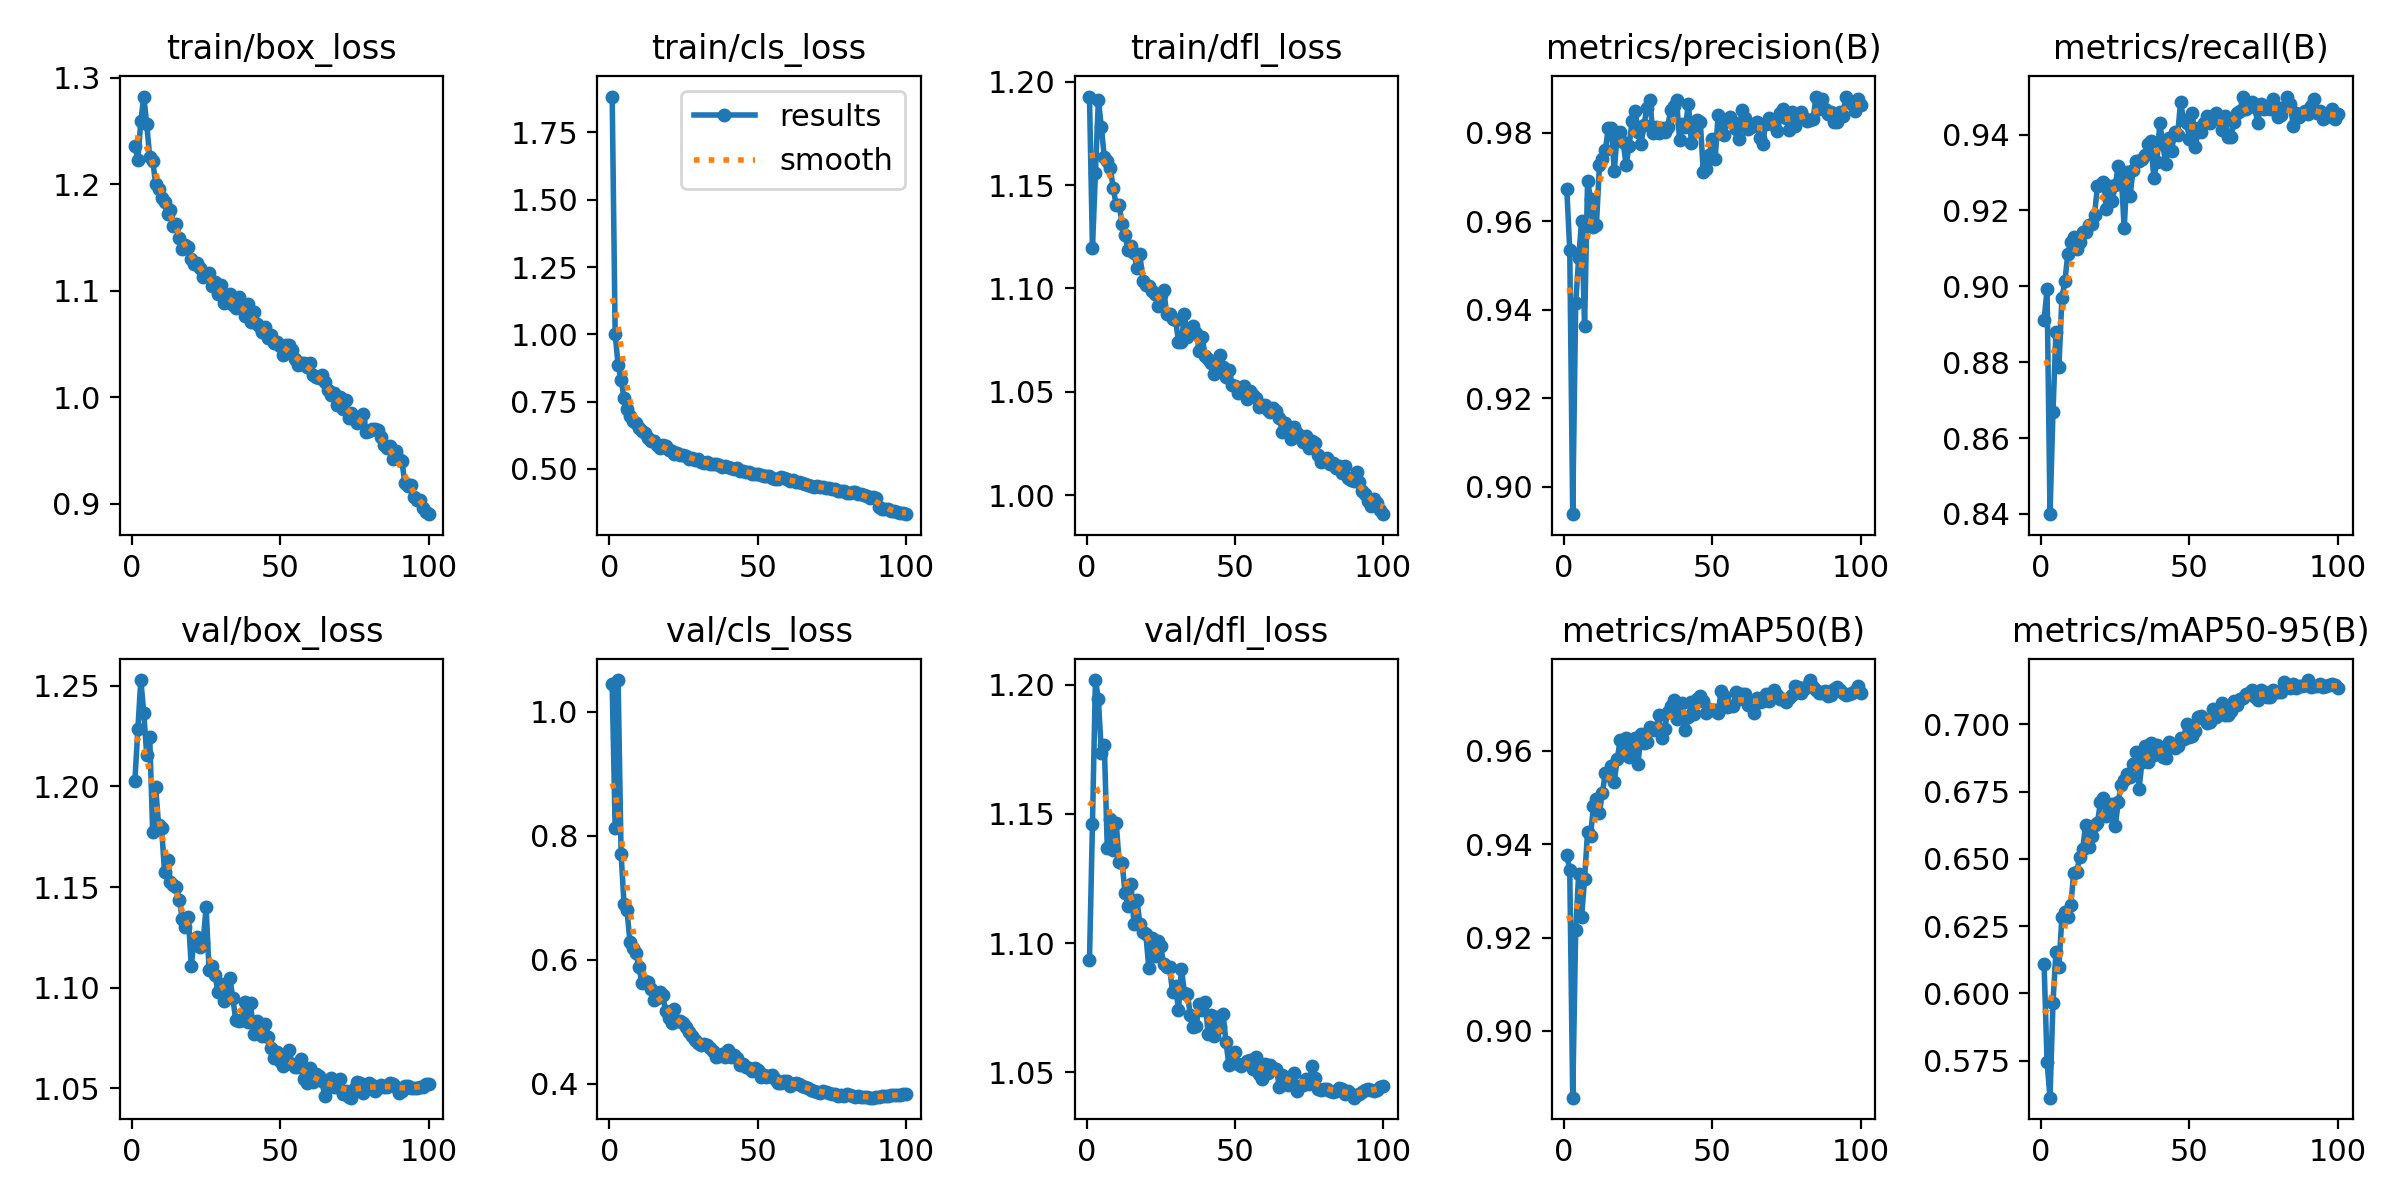 train/box_loss
1.3
1.2
1.1
1.0
0.9
0 50 100
train/cls_loss
results
smooth
1.75
1.50
1.25
1.00
0.75
0.50
0 50 100
train/dfl_loss
1.20
1.15
1.10
1.05
1.00
0 50 100
metrics/precision(B)
0.98
0.96
0.94
0.92
0.90
0 50 100
metrics/recall(B)
0.94
0.92
0.90
0.88
0.86
0.84
0 50 100
val/box_loss
1.25
1.20
1.15
1.10
1.05
0 50 100
val/cls_loss
1.0
0.8
0.6
0.4
0 50 100
val/dfl_loss
1.20
1.15
1.10
1.05
0 50 100
metrics/mAP50(B)
0.96
0.94
0.92
0.90
0 50 100
metrics/mAP50-95(B)
0.700
0.675
0.650
0.625
0.600
0.575
0 50 100